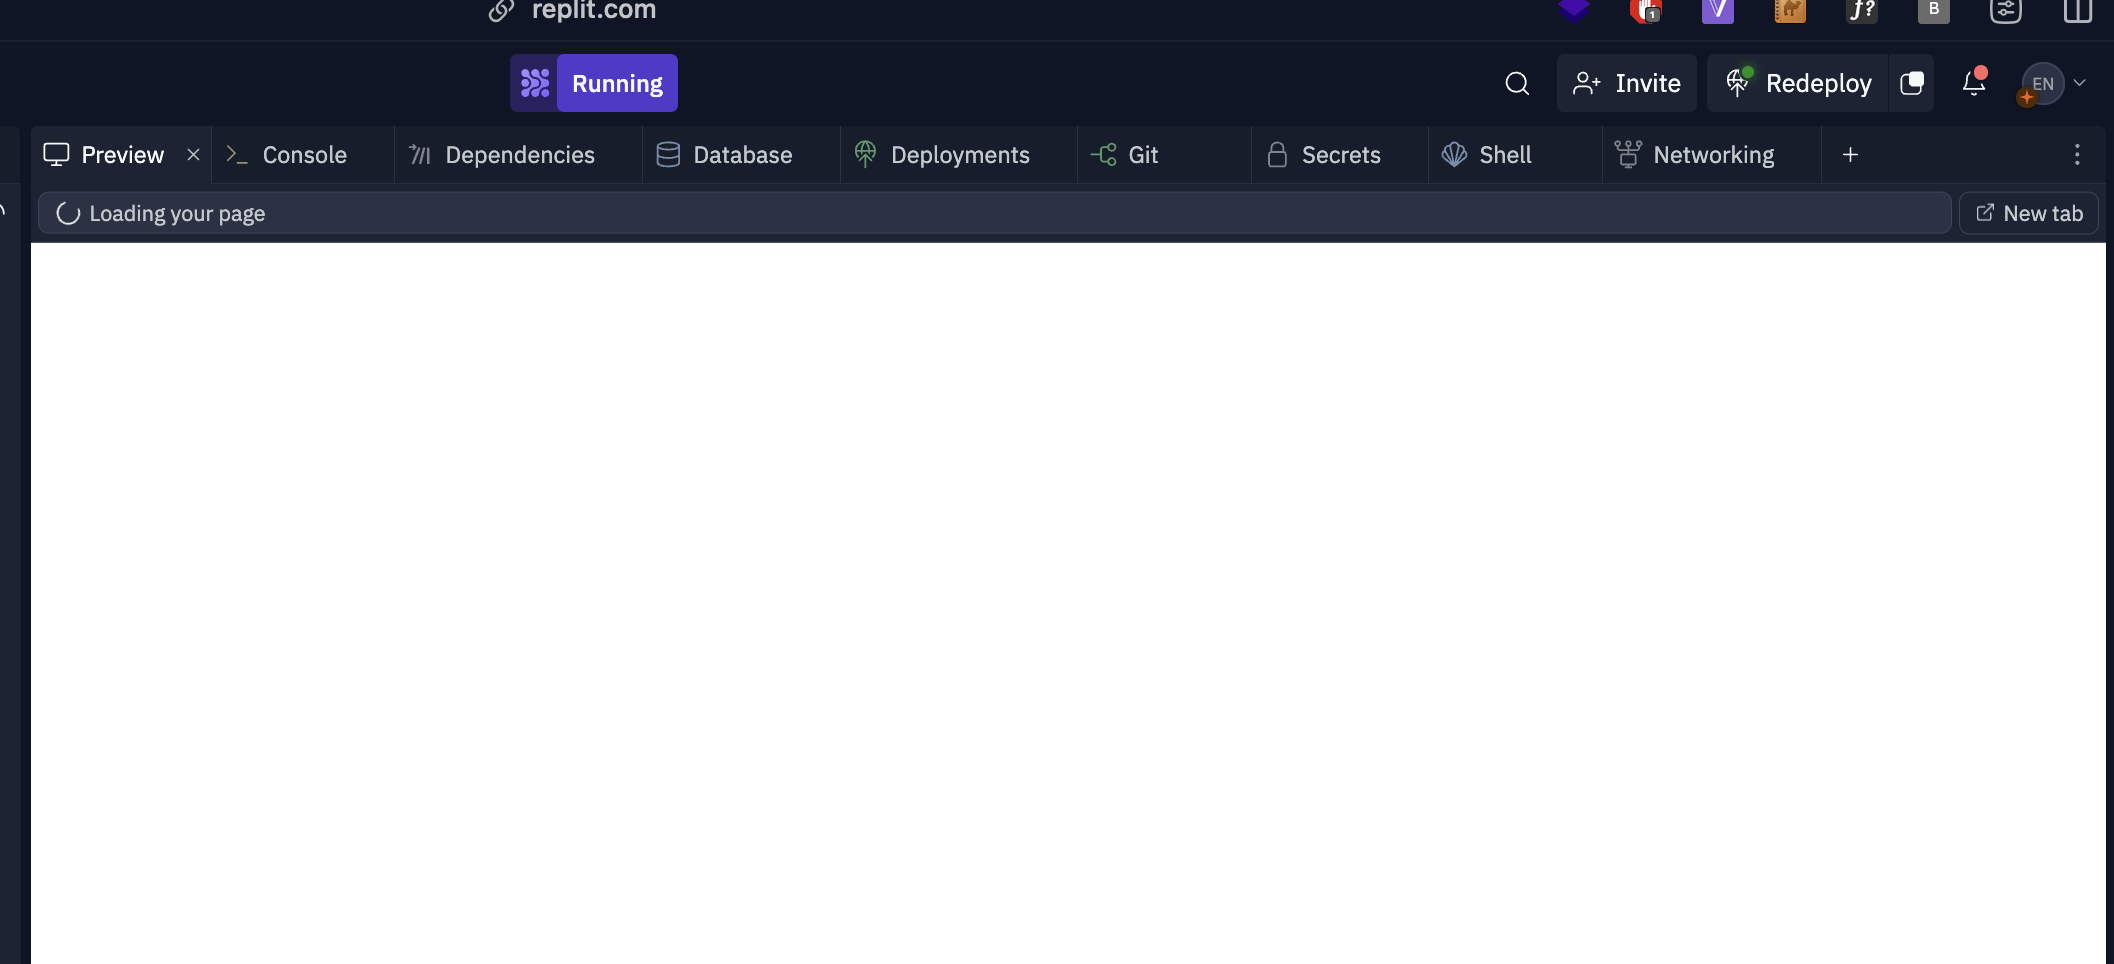 replit.com
1
V
ƒ?
B
Running
Invite
Redeploy
EN
Preview
Console
Dependencies
Database
Deployments
Git
Secrets
Shell
Networking
Loading your page
New tab